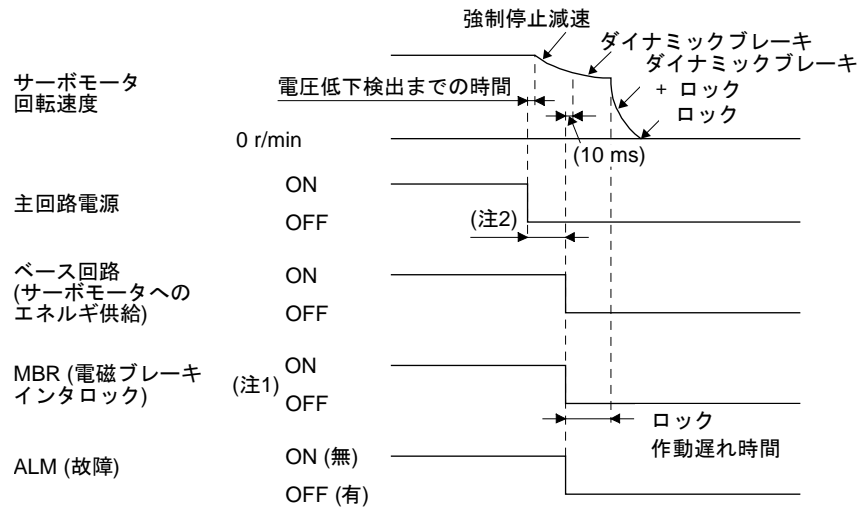 強制停止減速
ダイナミックブレーキ
ダイナミックブレーキ
+ ロック
ロック
サーボモータ
回転速度
電圧低下検出までの時間
0 r/min
(10 ms)
主回路電源
ON
OFF
(注2)
ベース回路
(サーボモータへの
エネルギ供給)
ON
OFF
MBR (電磁ブレーキ
インタロック)
(注1)
ON
OFF
ロック
作動遅れ時間
ALM (故障)
ON (無)
OFF (有)